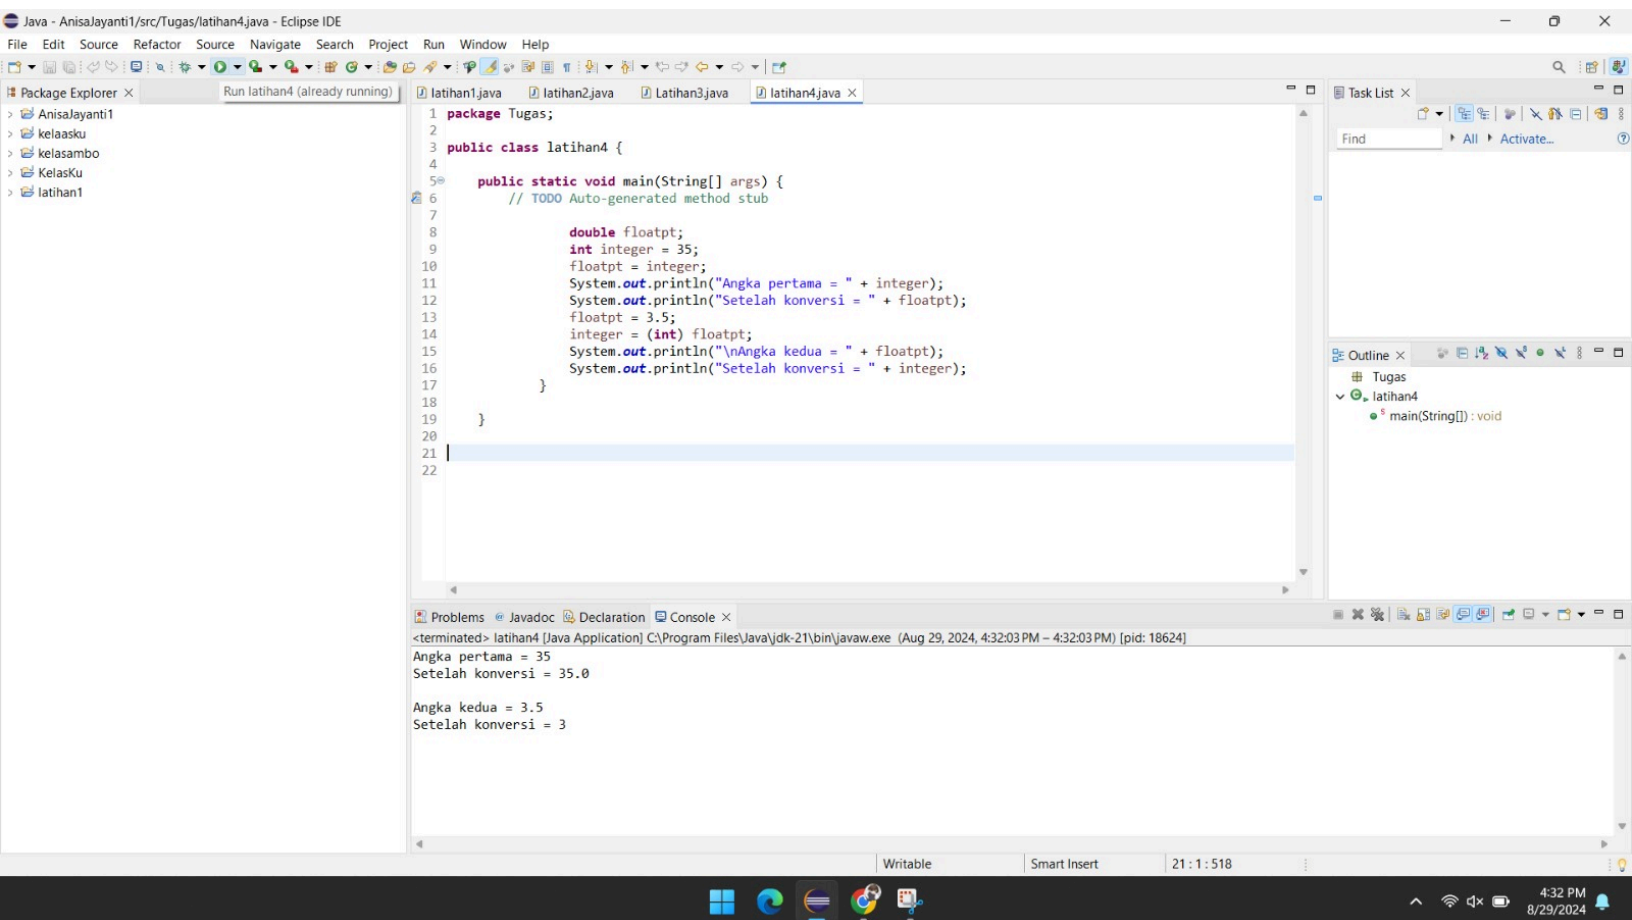 Java - AnisaJayanti1/src/Tugas/latihan4.java - Eclipse IDE
File Edit Source Refactor Source Navigate Search Project Run Window Help
Package Explorer
Run latihan4 (already running)
AnisaJayanti1
kelaasku
kelasambo
KelasKu
latihan1
latihan1.java latihan2.java Latihan3.java latihan4.java
1 package Tugas;
2
3 public class latihan4 {
4
5 public static void main(String[] args) {
6 // TODO Auto-generated method stub
7
8 double floatpt;
9 int integer = 35;
10 floatpt = integer;
11 System.out.println("Angka pertama = " + integer);
12 System.out.println("Setelah konversi = " + floatpt);
13 floatpt = 3.5;
14 integer = (int) floatpt;
15 System.out.println("\nAngka kedua = " + floatpt);
16 System.out.println("Setelah konversi = " + integer);
17 }
18
19 }
20
21
22
Task List
Find All Activate...
Outline
Tugas
latihan4
main(String[]) : void
Problems Javadoc Declaration Console
<terminated> latihan4 [Java Application] C:\Program Files\Java\jdk-21\bin\javaw.exe (Aug 29, 2024, 4:32:03 PM – 4:32:03 PM) [pid: 18624]
Angka pertama = 35
Setelah konversi = 35.0
Angka kedua = 3.5
Setelah konversi = 3
Writable Smart Insert 21 : 1 : 518
4:32 PM
8/29/2024